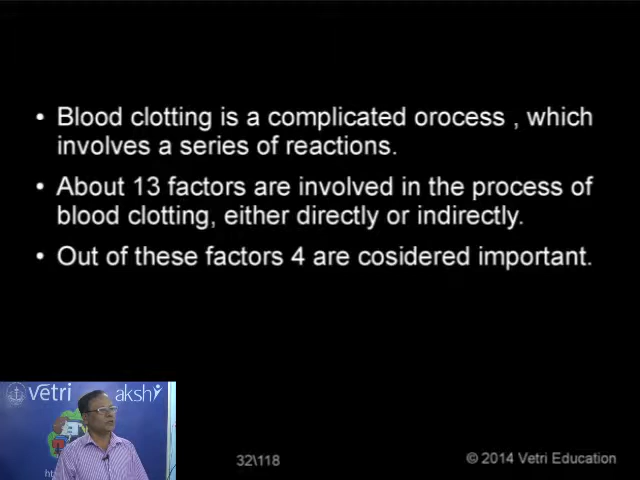 • Blood clotting is a complicated orocess , which
involves a series of reactions.
• About 13 factors are involved in the process of
blood clotting, either directly or indirectly.
• Out of these factors 4 are cosidered important.
vetri akshy
32\118
© 2014 Vetri Education